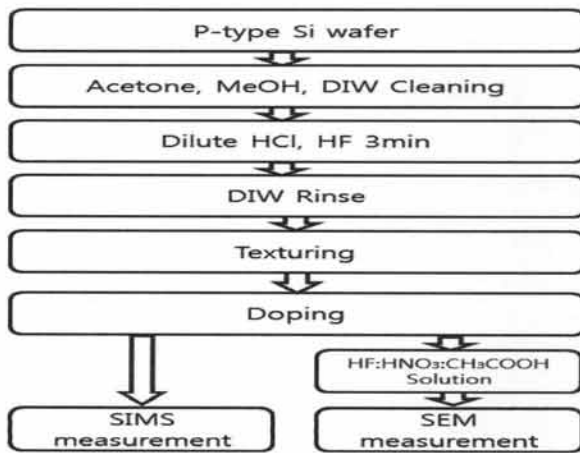 P-type Si wafer
Acetone, MeOH, DIW Cleaning
Dilute HCl, HF 3min
DIW Rinse
Texturing
Doping
HF:HNO₃:CH₃COOH
Solution
SIMS
measurement
SEM
measurement